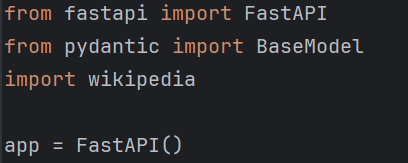 from fastapi import FastAPI
from pydantic import BaseModel
import wikipedia
app = FastAPI()